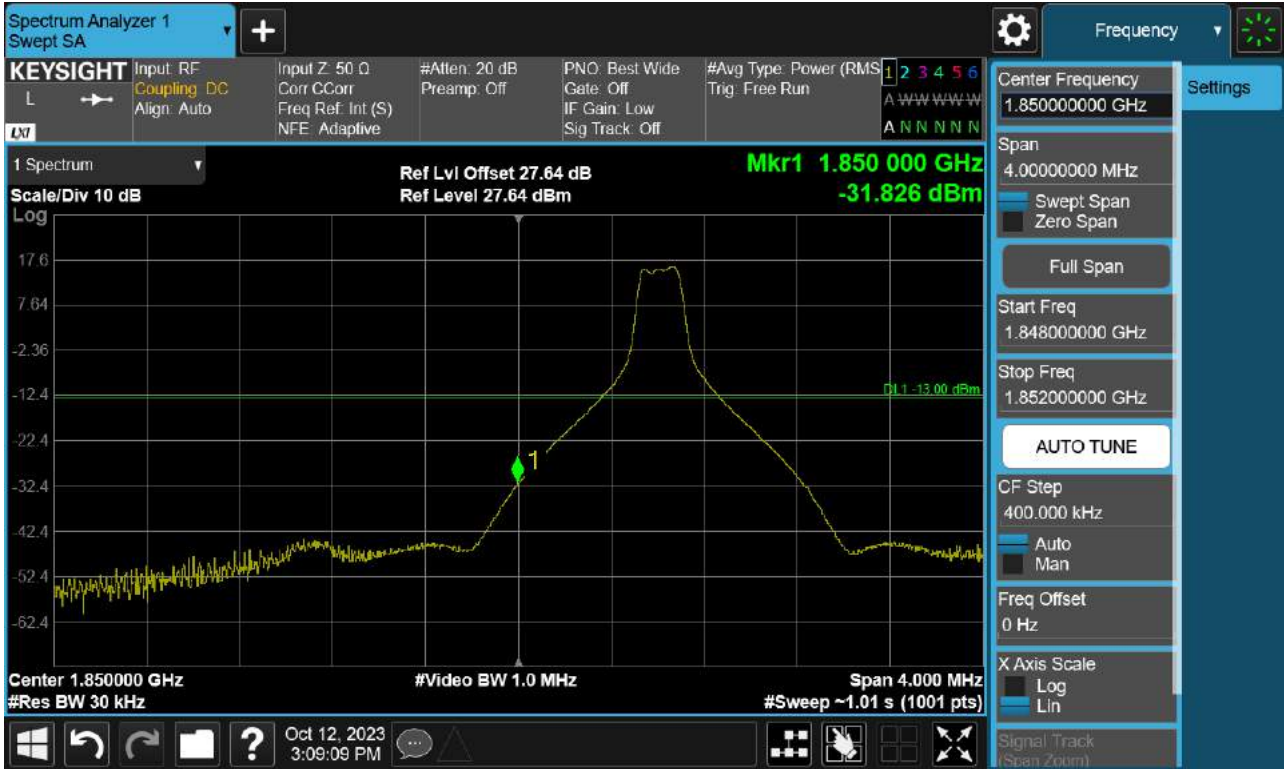 Spectrum Analyzer 1
Swept SA
+
Frequency
KEYSIGHT
L
LXI
Input: RF
Coupling: DC
Align: Auto
Input Z: 50 Ω
Corr CCorr
Freq Ref: Int (S)
NFE: Adaptive
#Atten: 20 dB
Preamp: Off
PNO: Best Wide
Gate: Off
IF Gain: Low
Sig Track: Off
#Avg Type: Power (RMS
Trig: Free Run
1 2 3 4 5 6
A W W W W W
A N N N N N
1 Spectrum
Scale/Div 10 dB
Ref Lvl Offset 27.64 dB
Ref Level 27.64 dBm
Mkr1 1.850 000 GHz
-31.826 dBm
Log
17.6
7.64
-2.36
-12.4
-22.4
-32.4
-42.4
-52.4
-62.4
DL1 -13.00 dBm
1
Center 1.850000 GHz
#Res BW 30 kHz
#Video BW 1.0 MHz
Span 4.000 MHz
#Sweep ~1.01 s (1001 pts)
Center Frequency
1.850000000 GHz
Settings
Span
4.00000000 MHz
Swept Span
Zero Span
Full Span
Start Freq
1.848000000 GHz
Stop Freq
1.852000000 GHz
AUTO TUNE
CF Step
400.000 kHz
Auto
Man
Freq Offset
0 Hz
X Axis Scale
Log
Lin
Signal Track
(Span Zoom)
?
Oct 12, 2023
3:09:09 PM